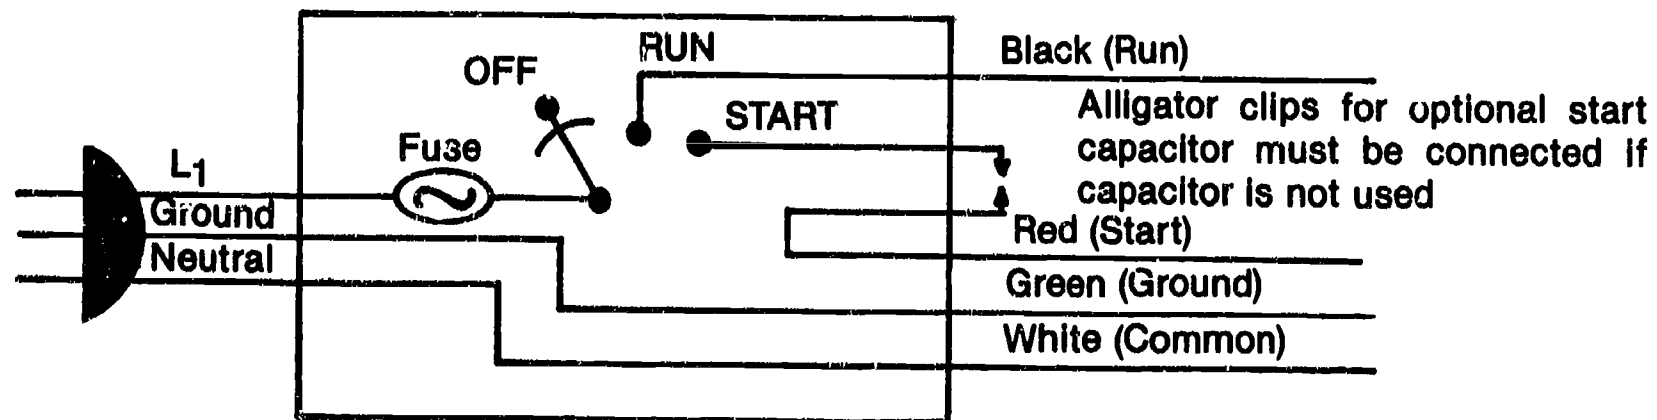 RUN
OFF
START
Fuse
L1
Ground
Neutral
Black (Run)
Alligator clips for optional start
capacitor must be connected if
capacitor is not used
Red (Start)
Green (Ground)
White (Common)